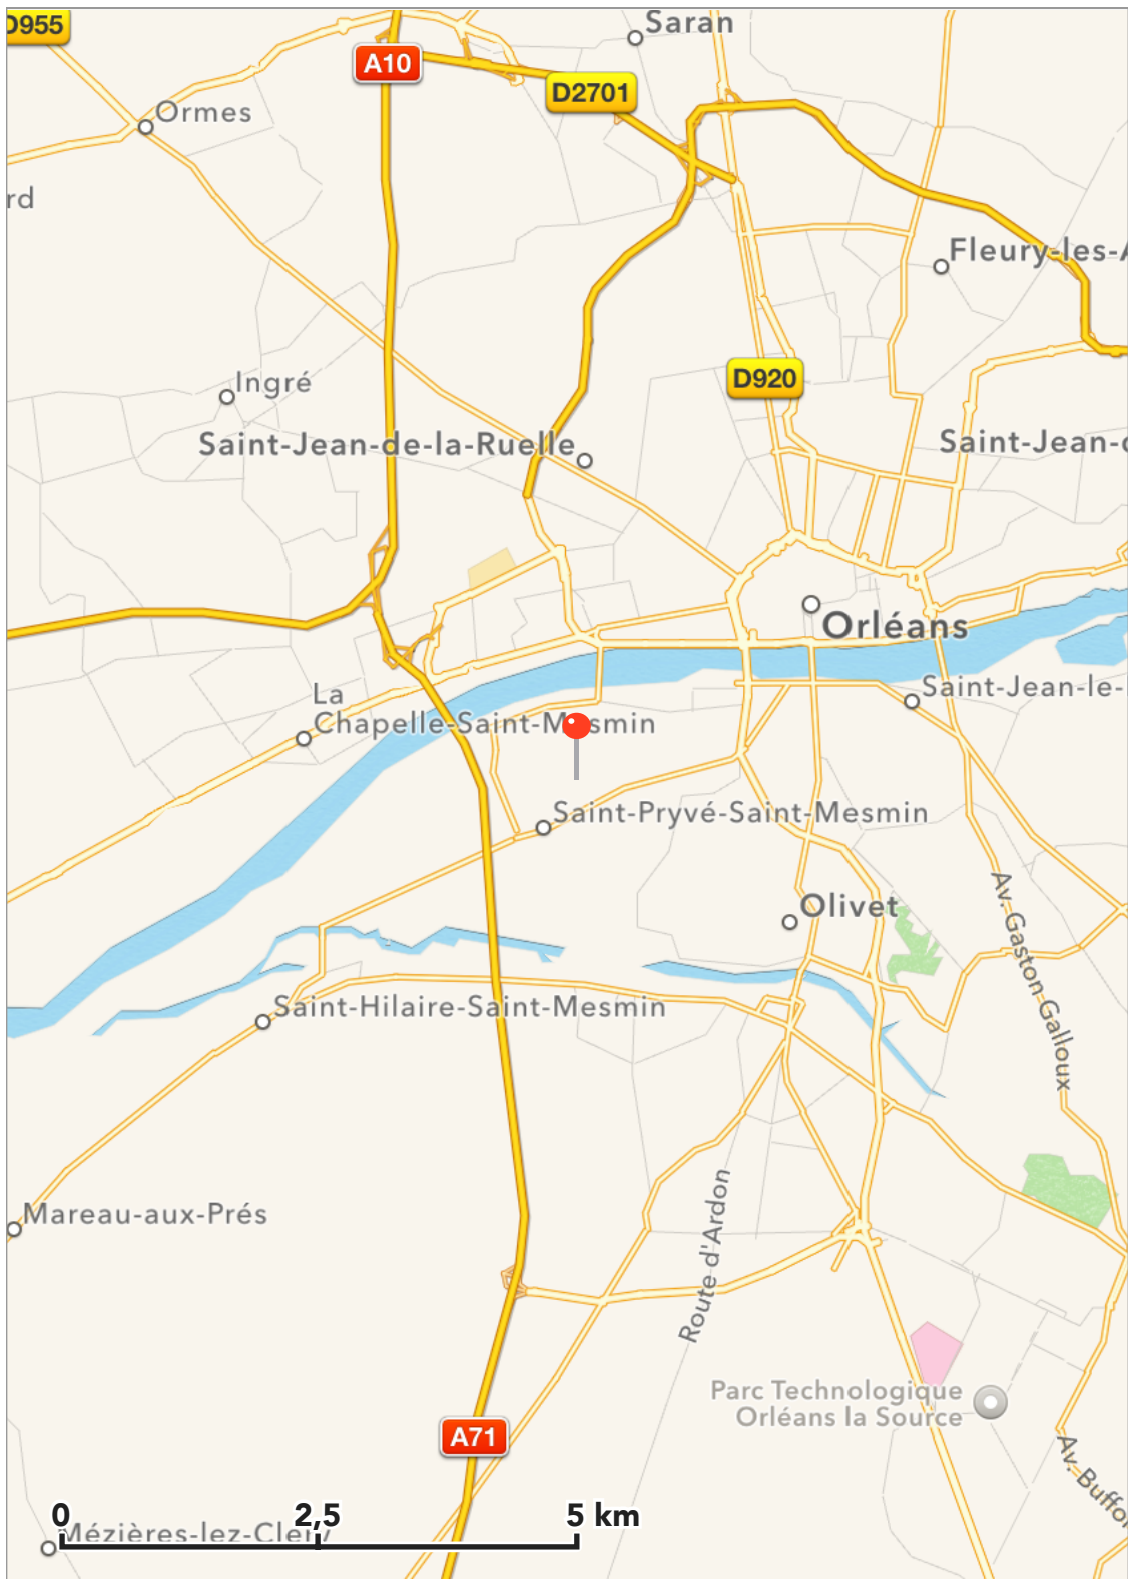 D955
Saran
A10
D2701
Ormes
rd
Fleury-les-A
D920
Ingré
Saint-Jean-de-la-Ruelle
Saint-Jean-d
Orléans
La
Chapelle-Saint-Mesmin
Saint-Jean-le-
Saint-Pryvé-Saint-Mesmin
Olivet
Av. Gaston Galloux
Saint-Hilaire-Saint-Mesmin
Mareau-aux-Prés
Route d'Ardon
Parc Technologique
Orléans la Source
A71
Av. Buffon
0 2,5 5 km
Mézières-lez-Cléry